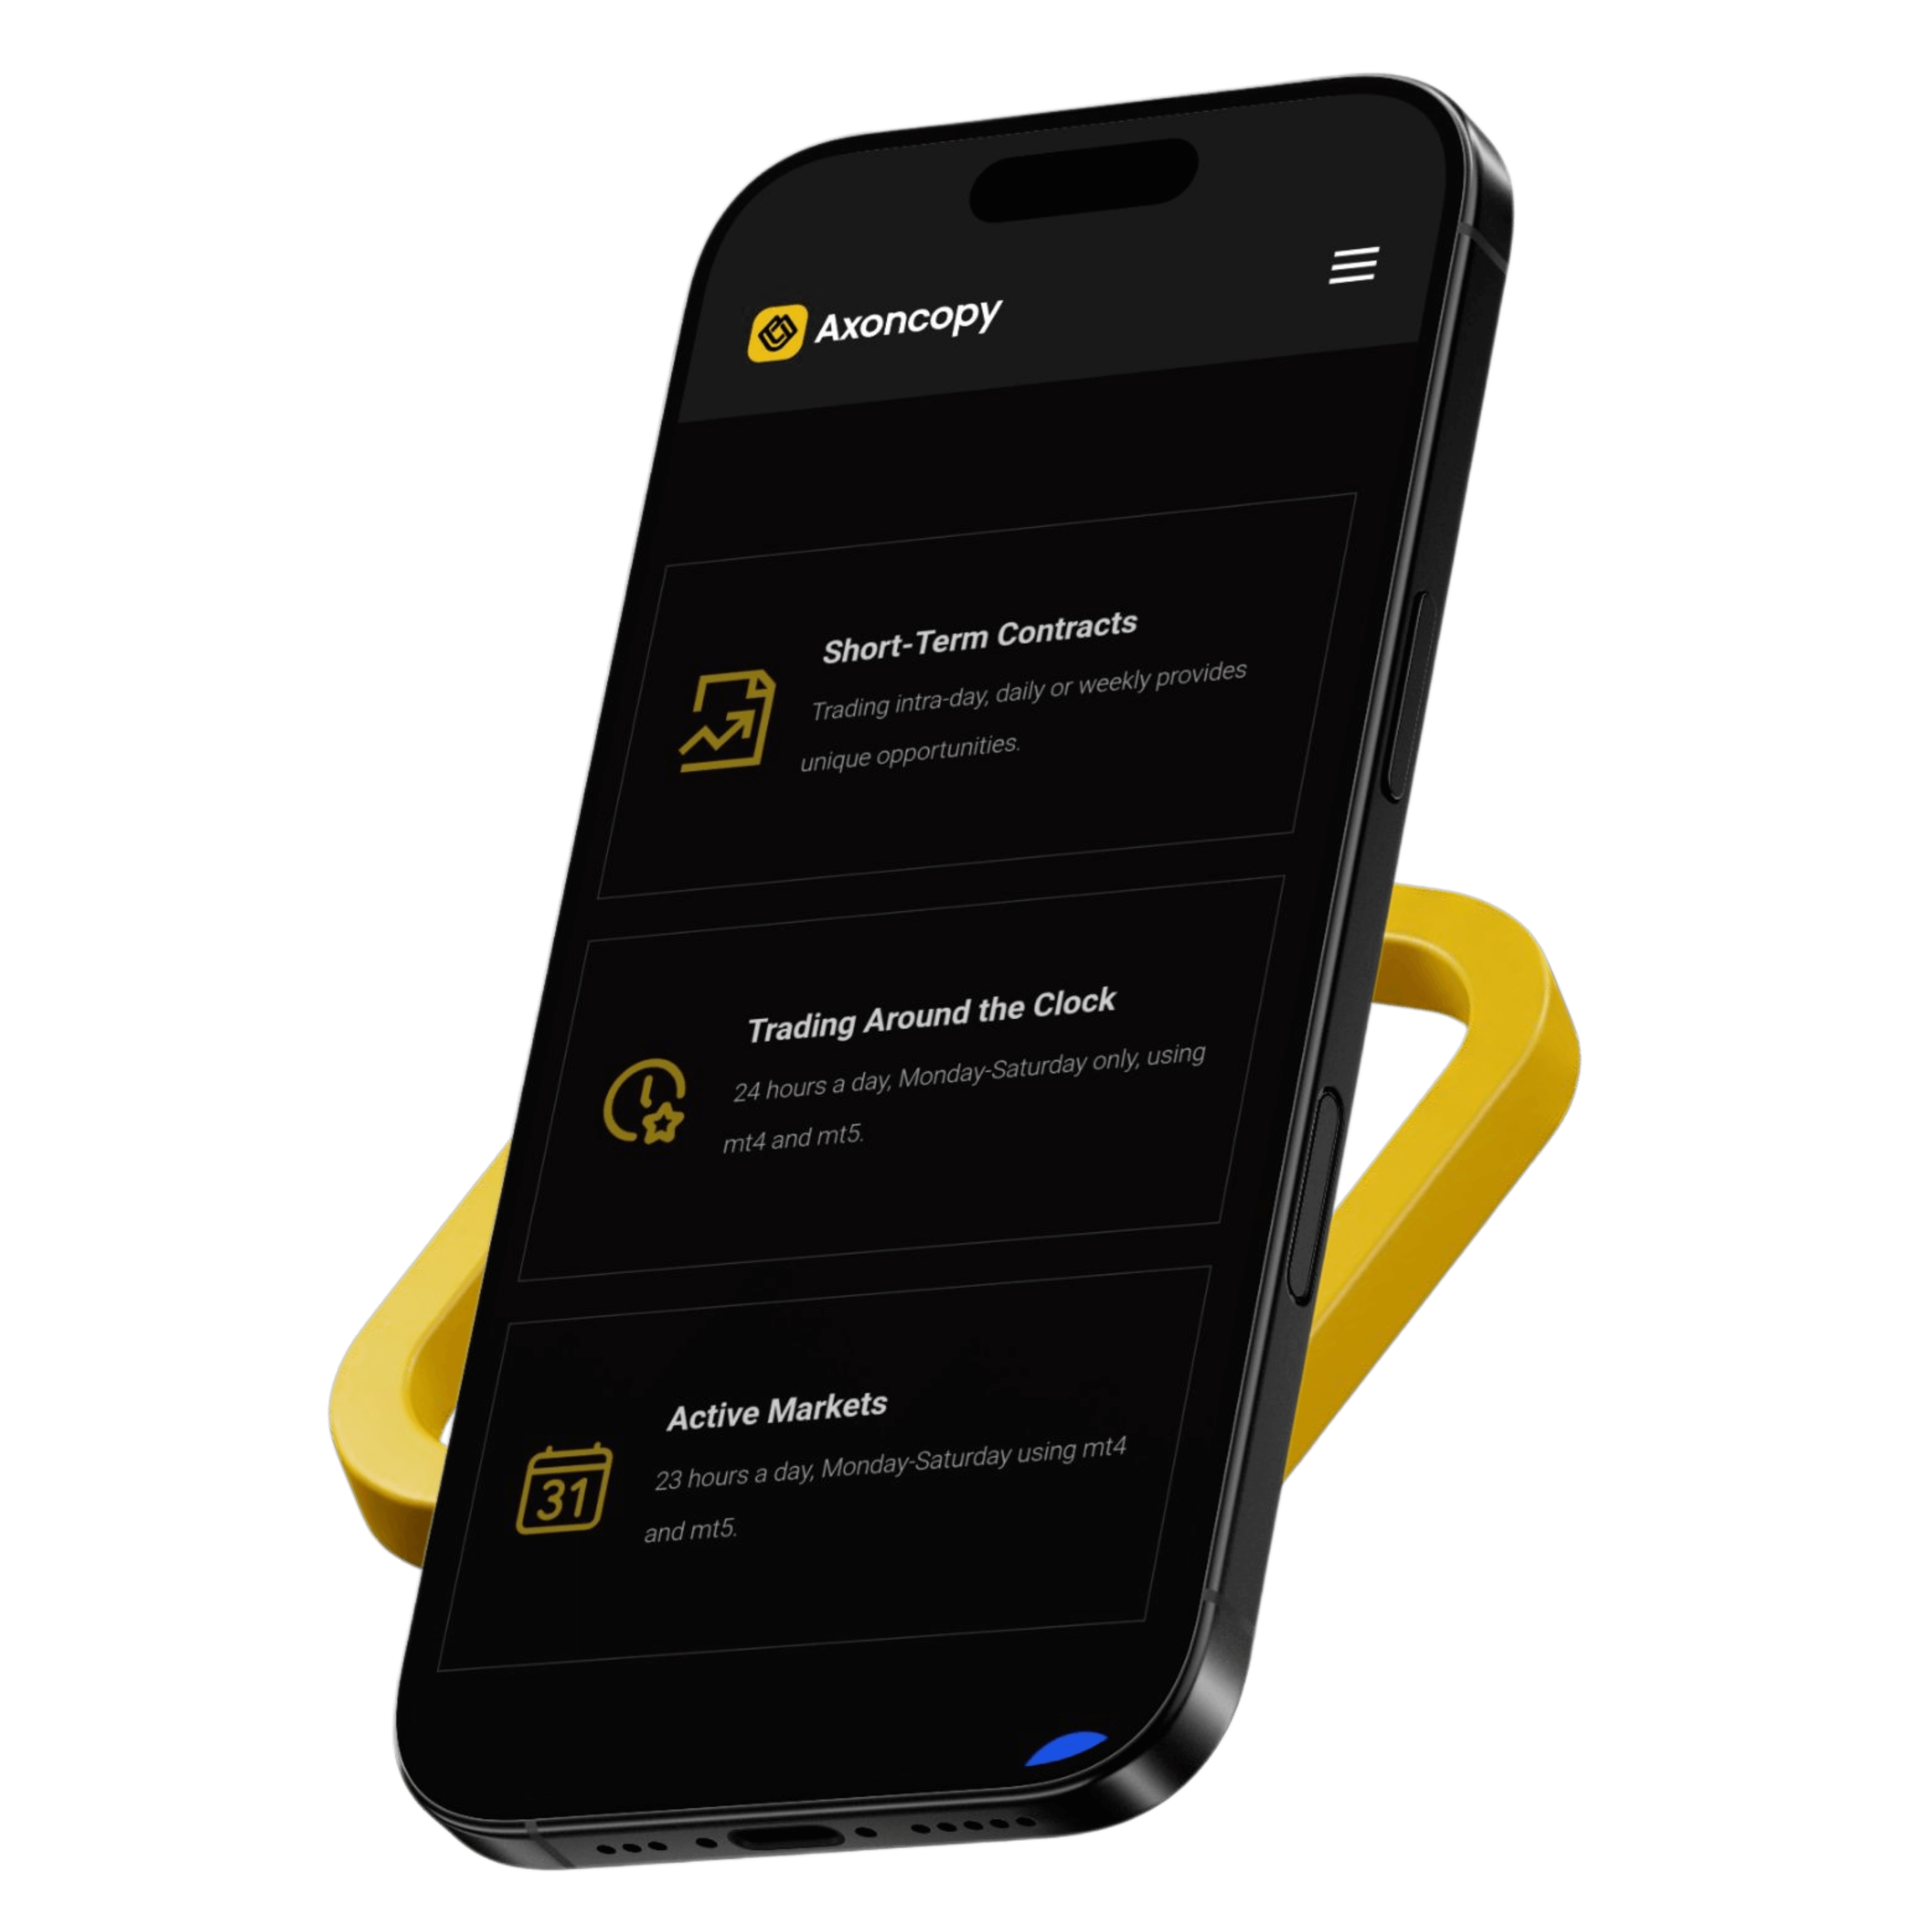 Axoncopy
Short-Term Contracts
Trading intra-day, daily or weekly provides
unique opportunities.
Trading Around the Clock
24 hours a day, Monday-Saturday only, using
mt4 and mt5.
Active Markets
31
23 hours a day, Monday-Saturday using mt4
and mt5.